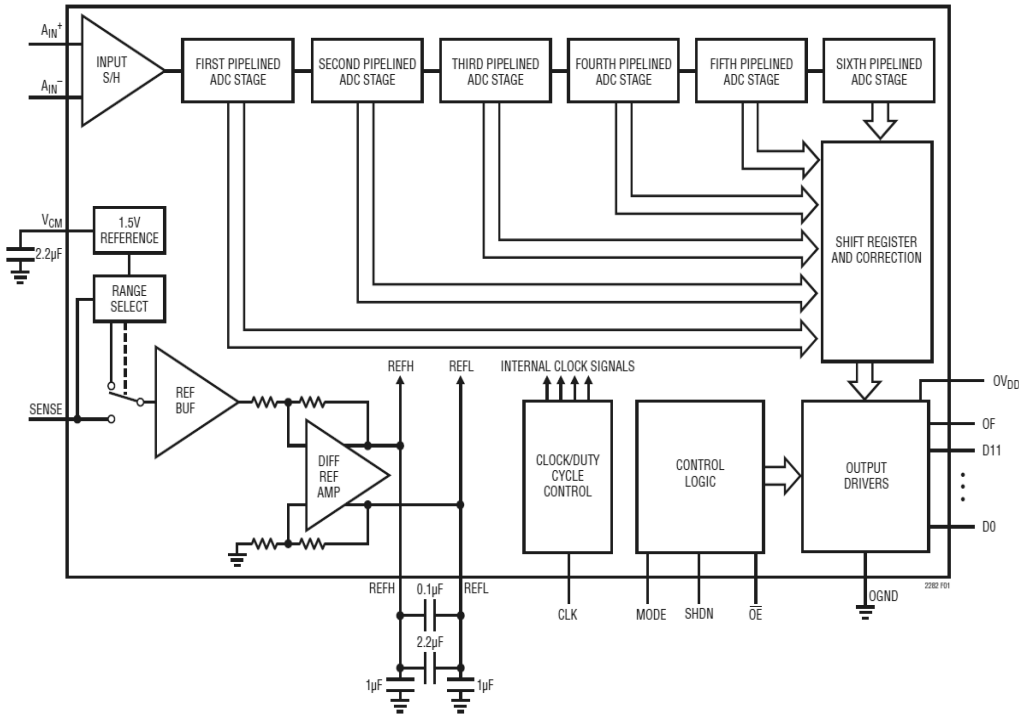 AIN+
INPUT
S/H
AIN–
FIRST PIPELINED
ADC STAGE
SECOND PIPELINED
ADC STAGE
THIRD PIPELINED
ADC STAGE
FOURTH PIPELINED
ADC STAGE
FIFTH PIPELINED
ADC STAGE
SIXTH PIPELINED
ADC STAGE
VCM
2.2µF
1.5V
REFERENCE
RANGE
SELECT
SHIFT REGISTER
AND CORRECTION
SENSE
REF
BUF
DIFF
REF
AMP
REFH
REFL
INTERNAL CLOCK SIGNALS
CLOCK/DUTY
CYCLE
CONTROL
CONTROL
LOGIC
OUTPUT
DRIVERS
OVDD
OF
D11
D0
2282 F01
REFH
0.1µF
REFL
2.2µF
1µF
1µF
CLK
MODE
SHDN
O̅E̅
OGND